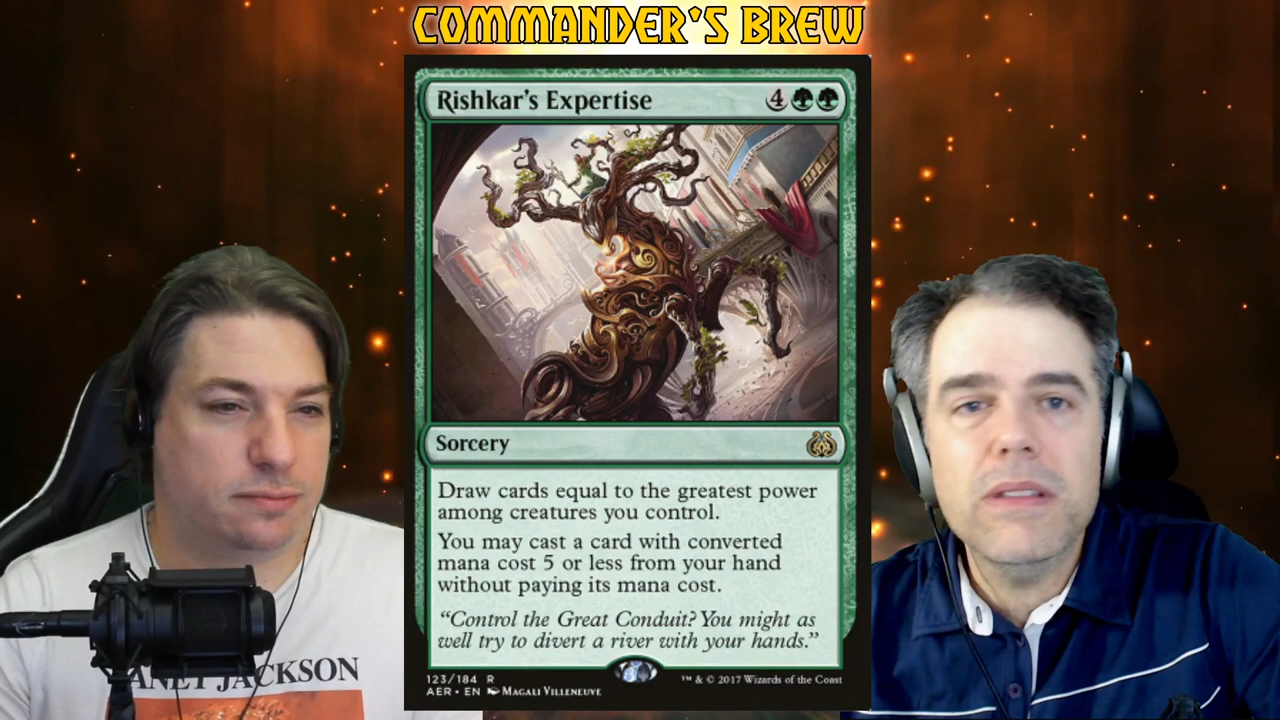 COMMANDER'S BREW
Rishkar's Expertise 4
Sorcery
Draw cards equal to the greatest power
among creatures you control.
You may cast a card with converted
mana cost 5 or less from your hand
without paying its mana cost.
“Control the Great Conduit? You might as
well try to divert a river with your hands.”
123/184 R
AER • EN Magali Villeneuve
™ & © 2017 Wizards of the Coast
ANET JACKSON